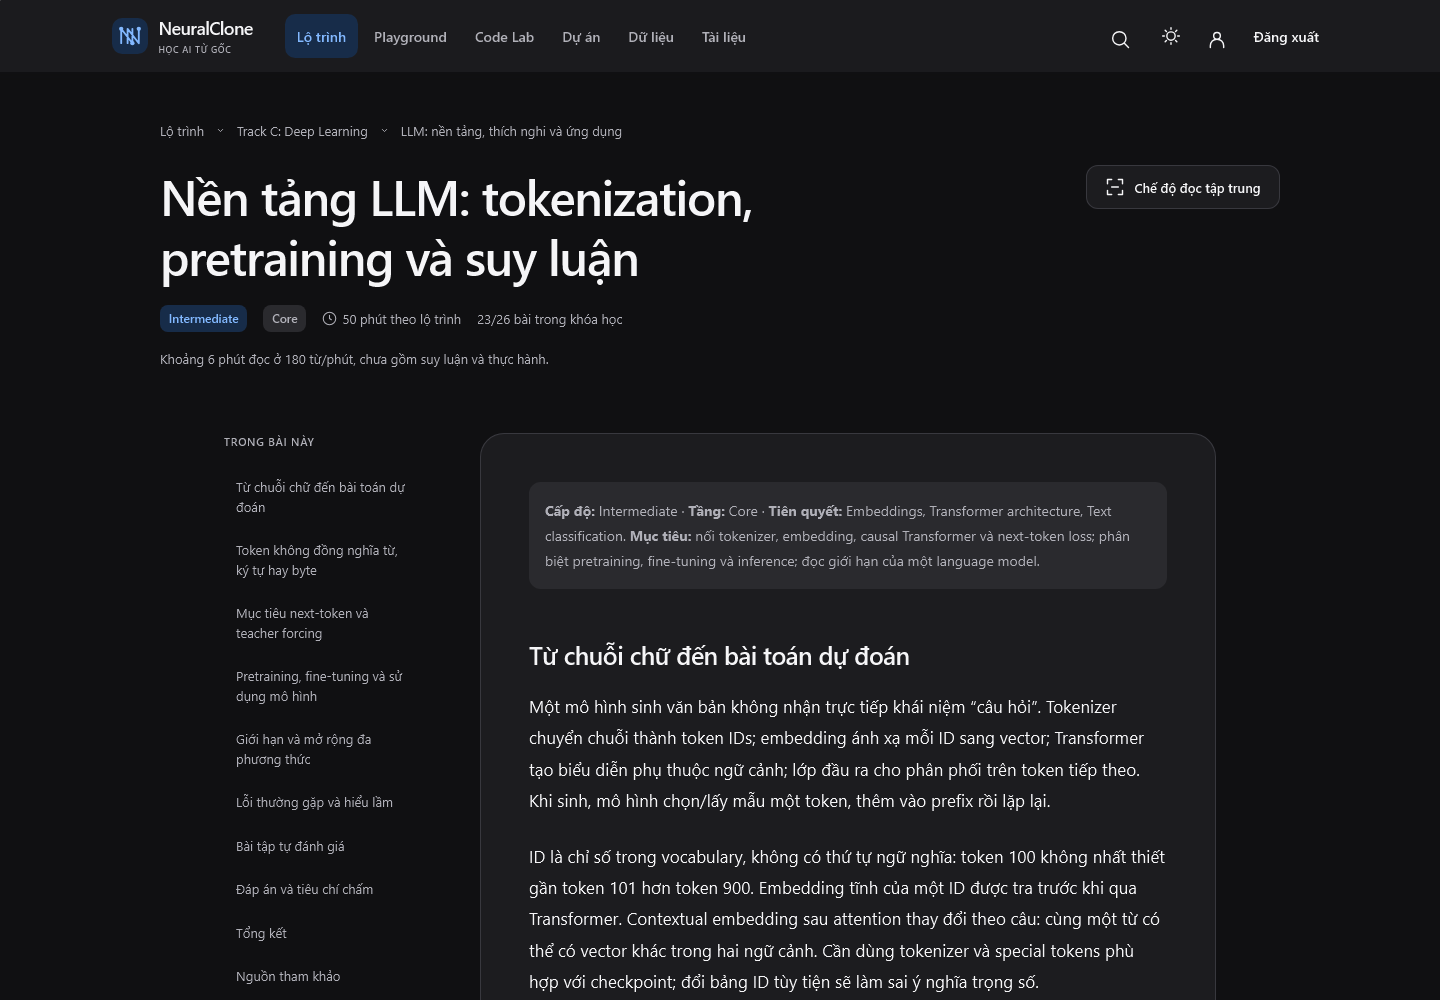 NeuralClone
HỌC AI TỪ GỐC
Lộ trình
Playground
Code Lab
Dự án
Dữ liệu
Tài liệu
Đăng xuất
Lộ trình
Track C: Deep Learning
LLM: nền tảng, thích nghi và ứng dụng
Nền tảng LLM: tokenization,
pretraining và suy luận
Chế độ đọc tập trung
Intermediate
Core
50 phút theo lộ trình
23/26 bài trong khóa học
Khoảng 6 phút đọc ở 180 từ/phút, chưa gồm suy luận và thực hành.
TRONG BÀI NÀY
Từ chuỗi chữ đến bài toán dự
đoán
Token không đồng nghĩa từ,
ký tự hay byte
Mục tiêu next-token và
teacher forcing
Pretraining, fine-tuning và sử
dụng mô hình
Giới hạn và mở rộng đa
phương thức
Lỗi thường gặp và hiểu lầm
Bài tập tự đánh giá
Đáp án và tiêu chí chấm
Tổng kết
Nguồn tham khảo
Cấp độ: Intermediate · Tầng: Core · Tiên quyết: Embeddings, Transformer architecture, Text
classification. Mục tiêu: nối tokenizer, embedding, causal Transformer và next-token loss; phân
biệt pretraining, fine-tuning và inference; đọc giới hạn của một language model.
Từ chuỗi chữ đến bài toán dự đoán
Một mô hình sinh văn bản không nhận trực tiếp khái niệm “câu hỏi”. Tokenizer
chuyển chuỗi thành token IDs; embedding ánh xạ mỗi ID sang vector; Transformer
tạo biểu diễn phụ thuộc ngữ cảnh; lớp đầu ra cho phân phối trên token tiếp theo.
Khi sinh, mô hình chọn/lấy mẫu một token, thêm vào prefix rồi lặp lại.
ID là chỉ số trong vocabulary, không có thứ tự ngữ nghĩa: token 100 không nhất thiết
gần token 101 hơn token 900. Embedding tĩnh của một ID được tra trước khi qua
Transformer. Contextual embedding sau attention thay đổi theo câu: cùng một từ có
thể có vector khác trong hai ngữ cảnh. Cần dùng tokenizer và special tokens phù
hợp với checkpoint; đổi bảng ID tùy tiện sẽ làm sai ý nghĩa trọng số.